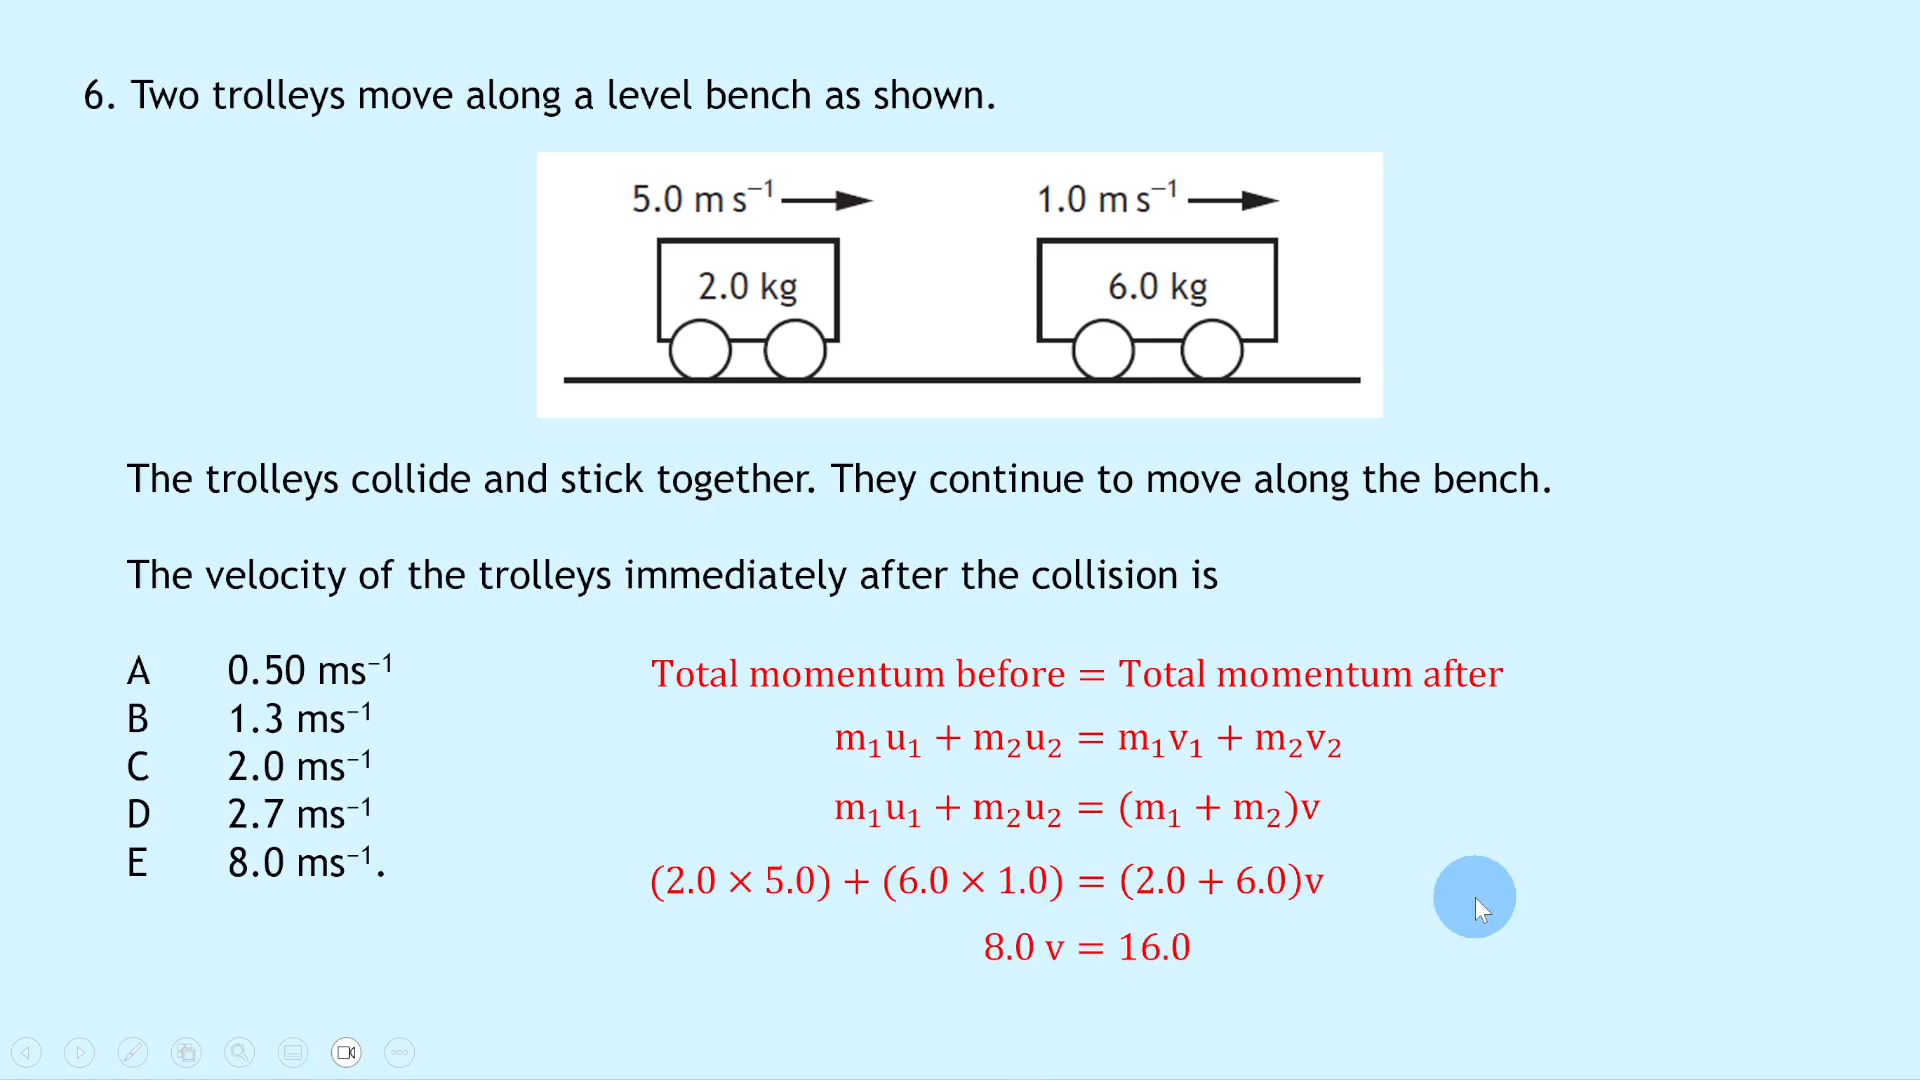 6. Two trolleys move along a level bench as shown.
5.0 m s⁻¹ 1.0 m s⁻¹
2.0 kg 6.0 kg
The trolleys collide and stick together. They continue to move along the bench.
The velocity of the trolleys immediately after the collision is
A 0.50 ms⁻¹
B 1.3 ms⁻¹
C 2.0 ms⁻¹
D 2.7 ms⁻¹
E 8.0 ms⁻¹.
Total momentum before = Total momentum after
m₁u₁ + m₂u₂ = m₁v₁ + m₂v₂
m₁u₁ + m₂u₂ = (m₁ + m₂)v
(2.0 × 5.0) + (6.0 × 1.0) = (2.0 + 6.0)v
8.0 v = 16.0